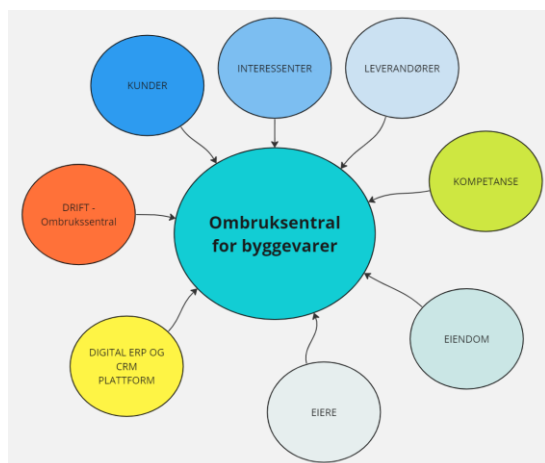 INTERESSENTER
LEVERANDØRER
KUNDER
KOMPETANSE
DRIFT -
Ombrukssentral
Ombruksentral
for byggevarer
EIENDOM
DIGITAL ERP OG
CRM
PLATTFORM
EIERE